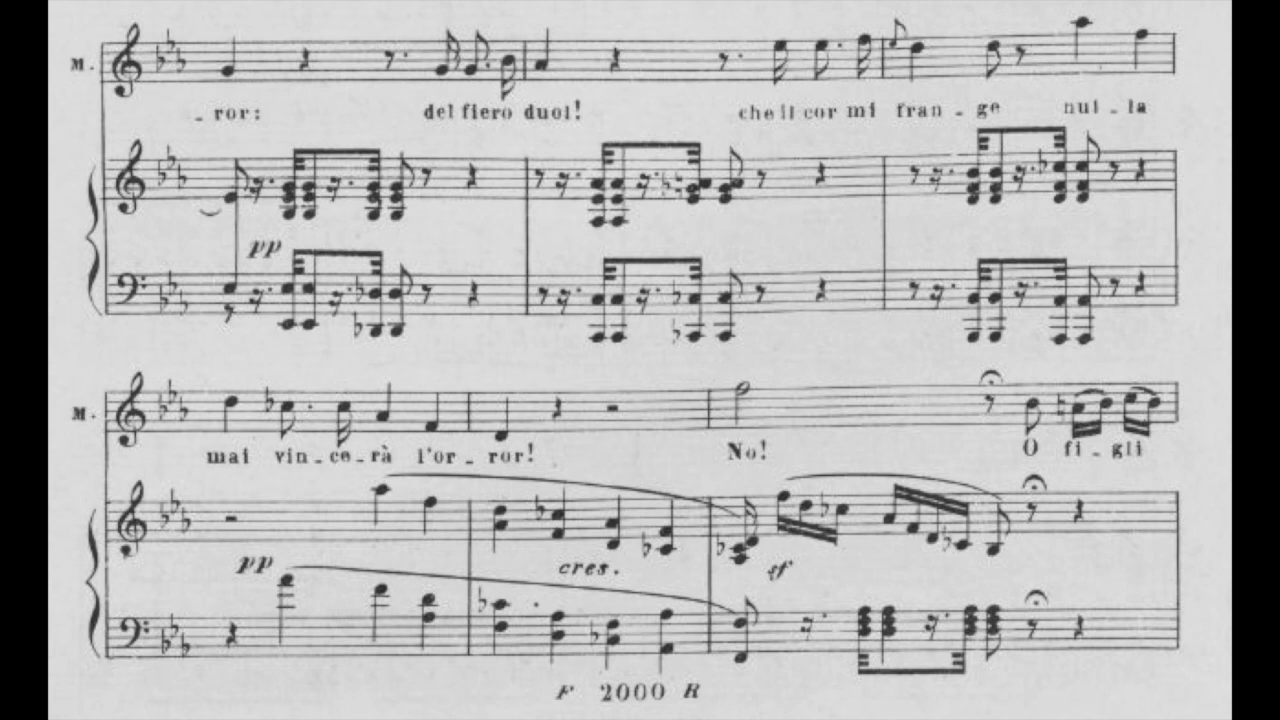 M. - ror: del fiero duol! che il cor mi fran - ge nul - la
pp
M. mai vin - ce - rà l'or - ror! No! O fi - gli
pp cres. sf
F 2000 R